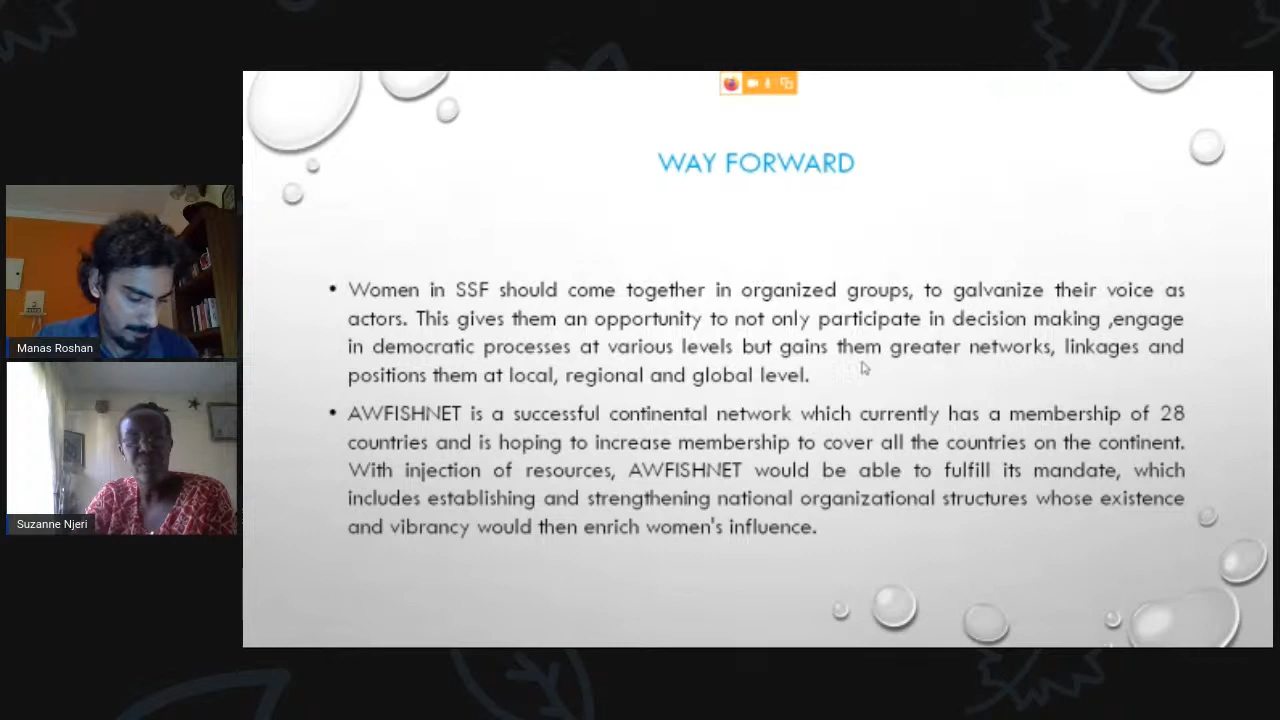 WAY FORWARD
• Women in SSF should come together in organized groups, to galvanize their voice as
actors. This gives them an opportunity to not only participate in decision making ,engage
in democratic processes at various levels but gains them greater networks, linkages and
positions them at local, regional and global level.
• AWFISHNET is a successful continental network which currently has a membership of 28
countries and is hoping to increase membership to cover all the countries on the continent.
With injection of resources, AWFISHNET would be able to fulfill its mandate, which
includes establishing and strengthening national organizational structures whose existence
and vibrancy would then enrich women's influence.
Manas Roshan
Suzanne Njeri